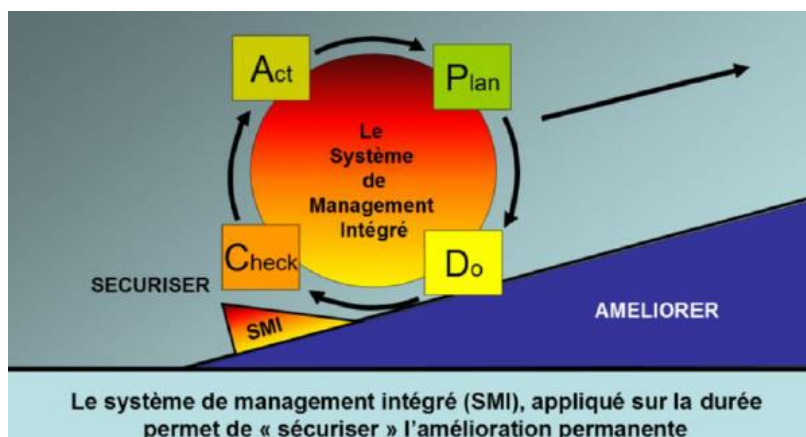 Act
Plan
Le
Système
de
Management
Intégré
Check
Do
SECURISER
SMI
AMELIORER
Le système de management intégré (SMI), appliqué sur la durée
permet de « sécuriser » l'amélioration permanente